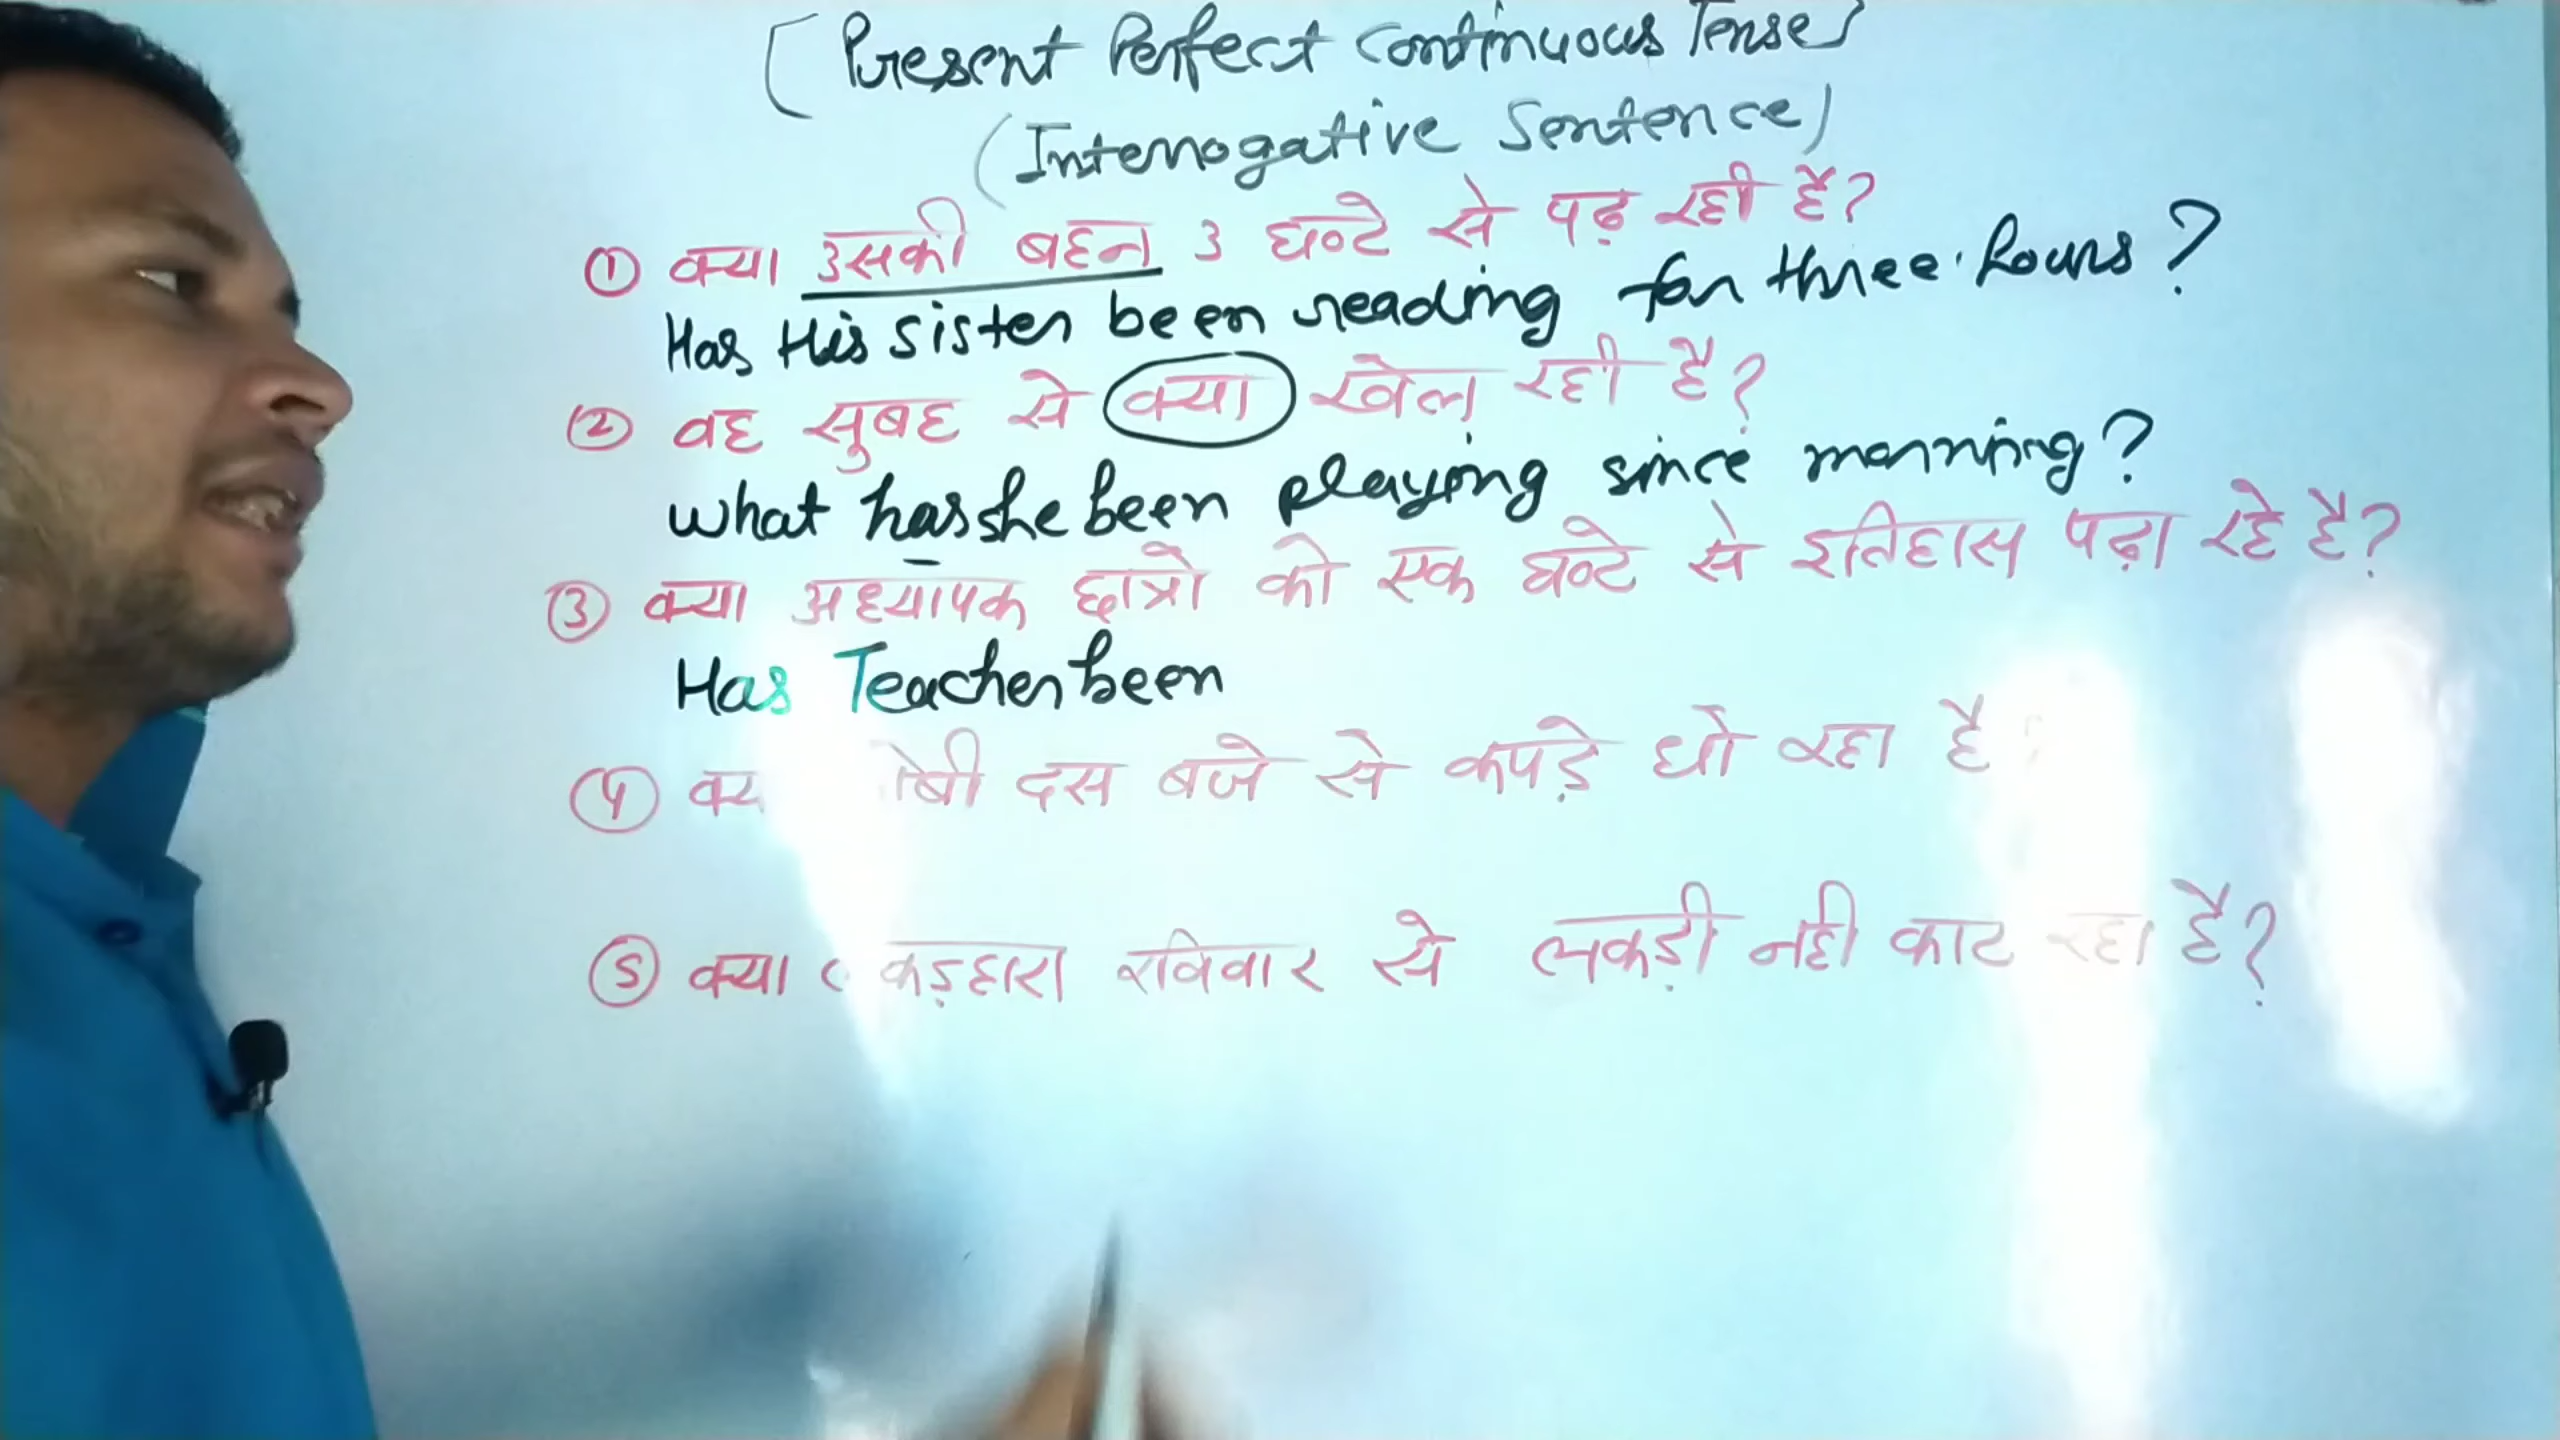 [Present Perfect Continuous Tense]
(Interrogative Sentence)
① क्या उसकी बहन 3 घण्टे से पढ़ रही है?
Has His sister been reading for three hours?
② वह सुबह से क्या खेल रही है?
what has she been playing since morning?
③ क्या अध्यापक छात्रो को एक घण्टे से इतिहास पढ़ा रहे है?
Has Teacher been
④ दस बजे से कपड़े धो रहा है
⑤ क्या रविवार से लकड़ी नही काट रहा है?